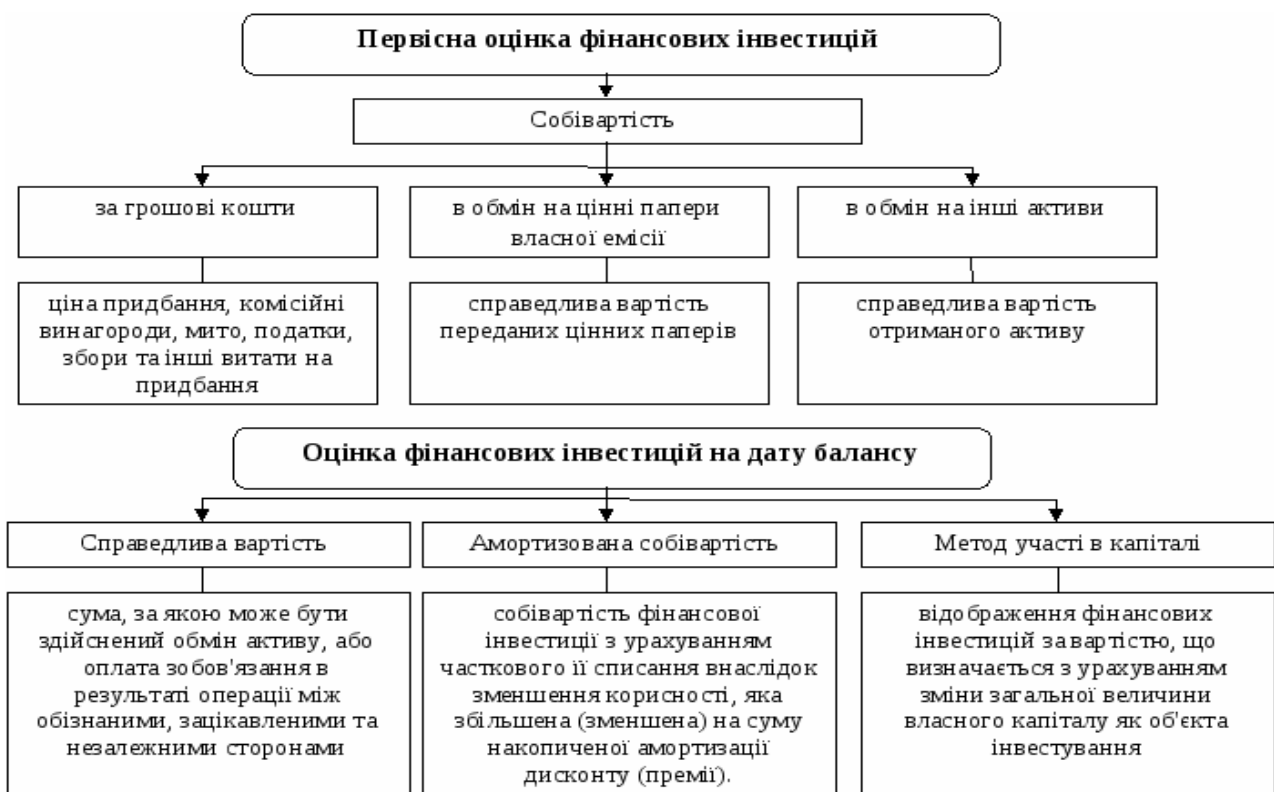 Первісна оцінка фінансових інвестицій
Собівартість
за грошові кошти
в обмін на цінні папери
власної емісії
в обмін на інші активи
ціна придбання, комісійні
винагороди, мито, податки,
збори та інші витати на
придбання
справедлива вартість
переданих цінних паперів
справедлива вартість
отриманого активу
Оцінка фінансових інвестицій на дату балансу
Справедлива вартість
Амортизована собівартість
Метод участі в капіталі
сума, за якою може бути
здійснений обмін активу, або
оплата зобов'язання в
результаті операції між
обізнаними, зацікавленими та
незалежними сторонами
собівартість фінансової
інвестиції з урахуванням
часткового її списання внаслідок
зменшення корисності, яка
збільшена (зменшена) на суму
накопиченої амортизації
дисконту (премії).
відображення фінансових
інвестицій за вартістю, що
визначається з урахуванням
зміни загальної величини
власного капіталу як об'єкта
інвестування